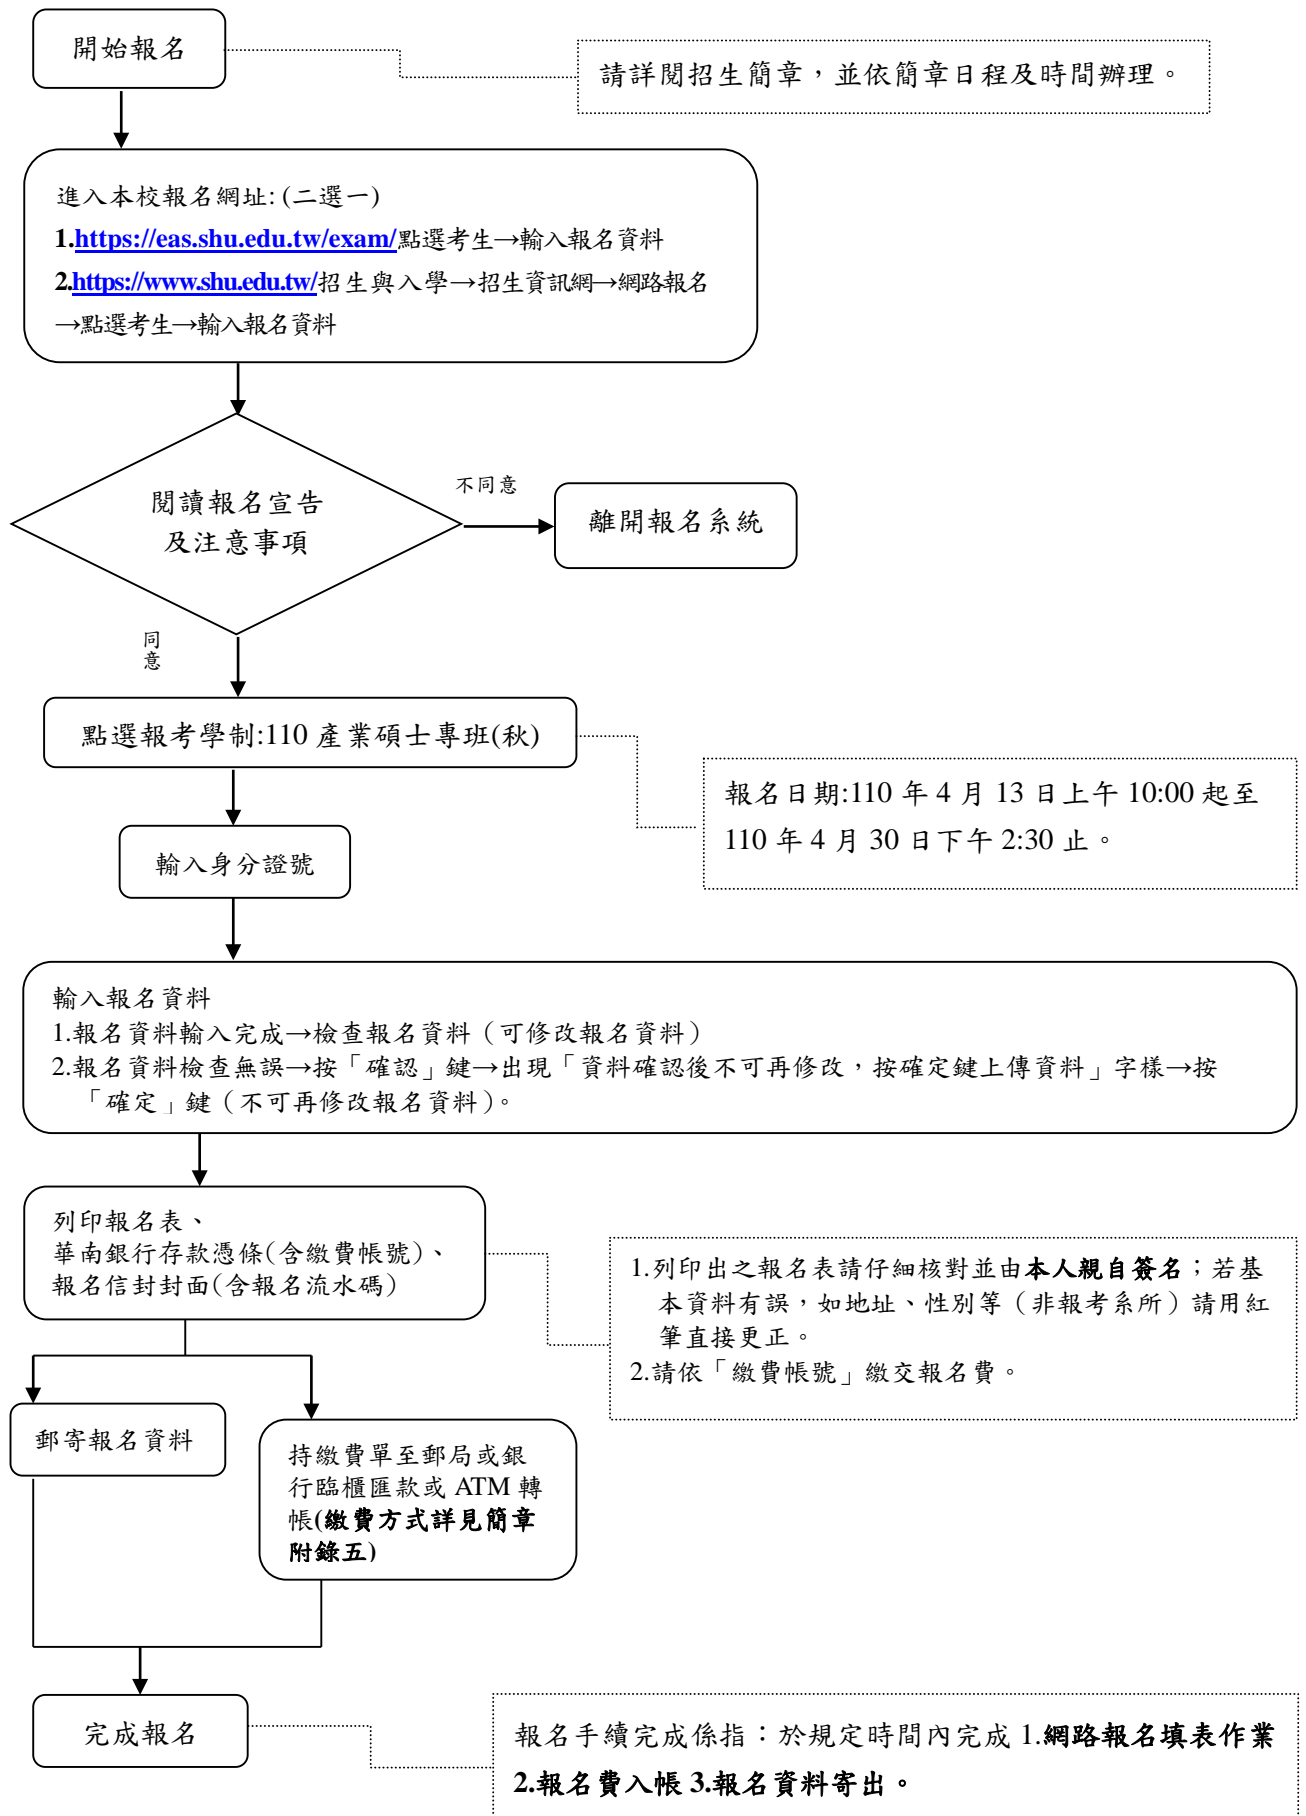 開始報名
請詳閱招生簡章，並依簡章日程及時間辦理。
進入本校報名網址: (二選一)
1.https://eas.shu.edu.tw/exam/點選考生→輸入報名資料
2.https://www.shu.edu.tw/招生與入學→招生資訊網→網路報名
→點選考生→輸入報名資料
閱讀報名宣告
及注意事項
不同意
離開報名系統
同
意
點選報考學制:110 產業碩士專班(秋)
報名日期:110 年 4 月 13 日上午 10:00 起至
110 年 4 月 30 日下午 2:30 止。
輸入身分證號
輸入報名資料
1.報名資料輸入完成→檢查報名資料（可修改報名資料）
2.報名資料檢查無誤→按「確認」鍵→出現「資料確認後不可再修改，按確定鍵上傳資料」字樣→按
「確定」鍵（不可再修改報名資料）。
列印報名表、
華南銀行存款憑條(含繳費帳號)、
報名信封封面(含報名流水碼)
1.列印出之報名表請仔細核對並由本人親自簽名；若基
本資料有誤，如地址、性別等（非報考系所）請用紅
筆直接更正。
2.請依「繳費帳號」繳交報名費。
郵寄報名資料
持繳費單至郵局或銀
行臨櫃匯款或 ATM 轉
帳(繳費方式詳見簡章
附錄五)
完成報名
報名手續完成係指：於規定時間內完成 1.網路報名填表作業
2.報名費入帳 3.報名資料寄出。